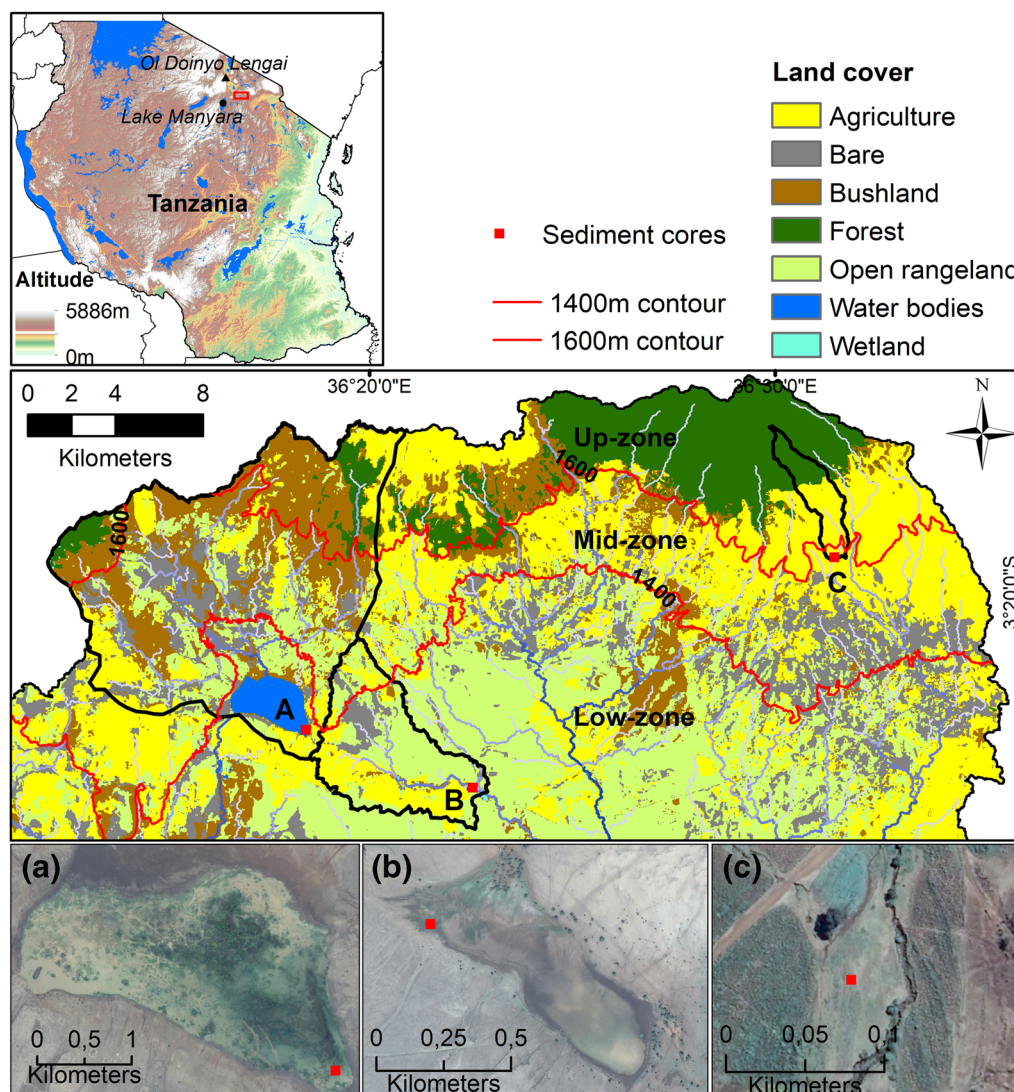 Ol Doinyo Lengai
Lake Manyara
Tanzania
Altitude
5886m
0m
Land cover
Agriculture
Bare
Bushland
Forest
Open rangeland
Water bodies
Wetland
Sediment cores
1400m contour
1600m contour
36°20'0"E
36°30'0"E
0 2 4 8
Kilometers
N
Up-zone
1600
1600
Mid-zone
1400
C
3°20'0"S
A
Low-zone
B
(a)
(b)
(c)
0 0,5 1
Kilometers
0 0,25 0,5
Kilometers
0 0,05 0,1
Kilometers